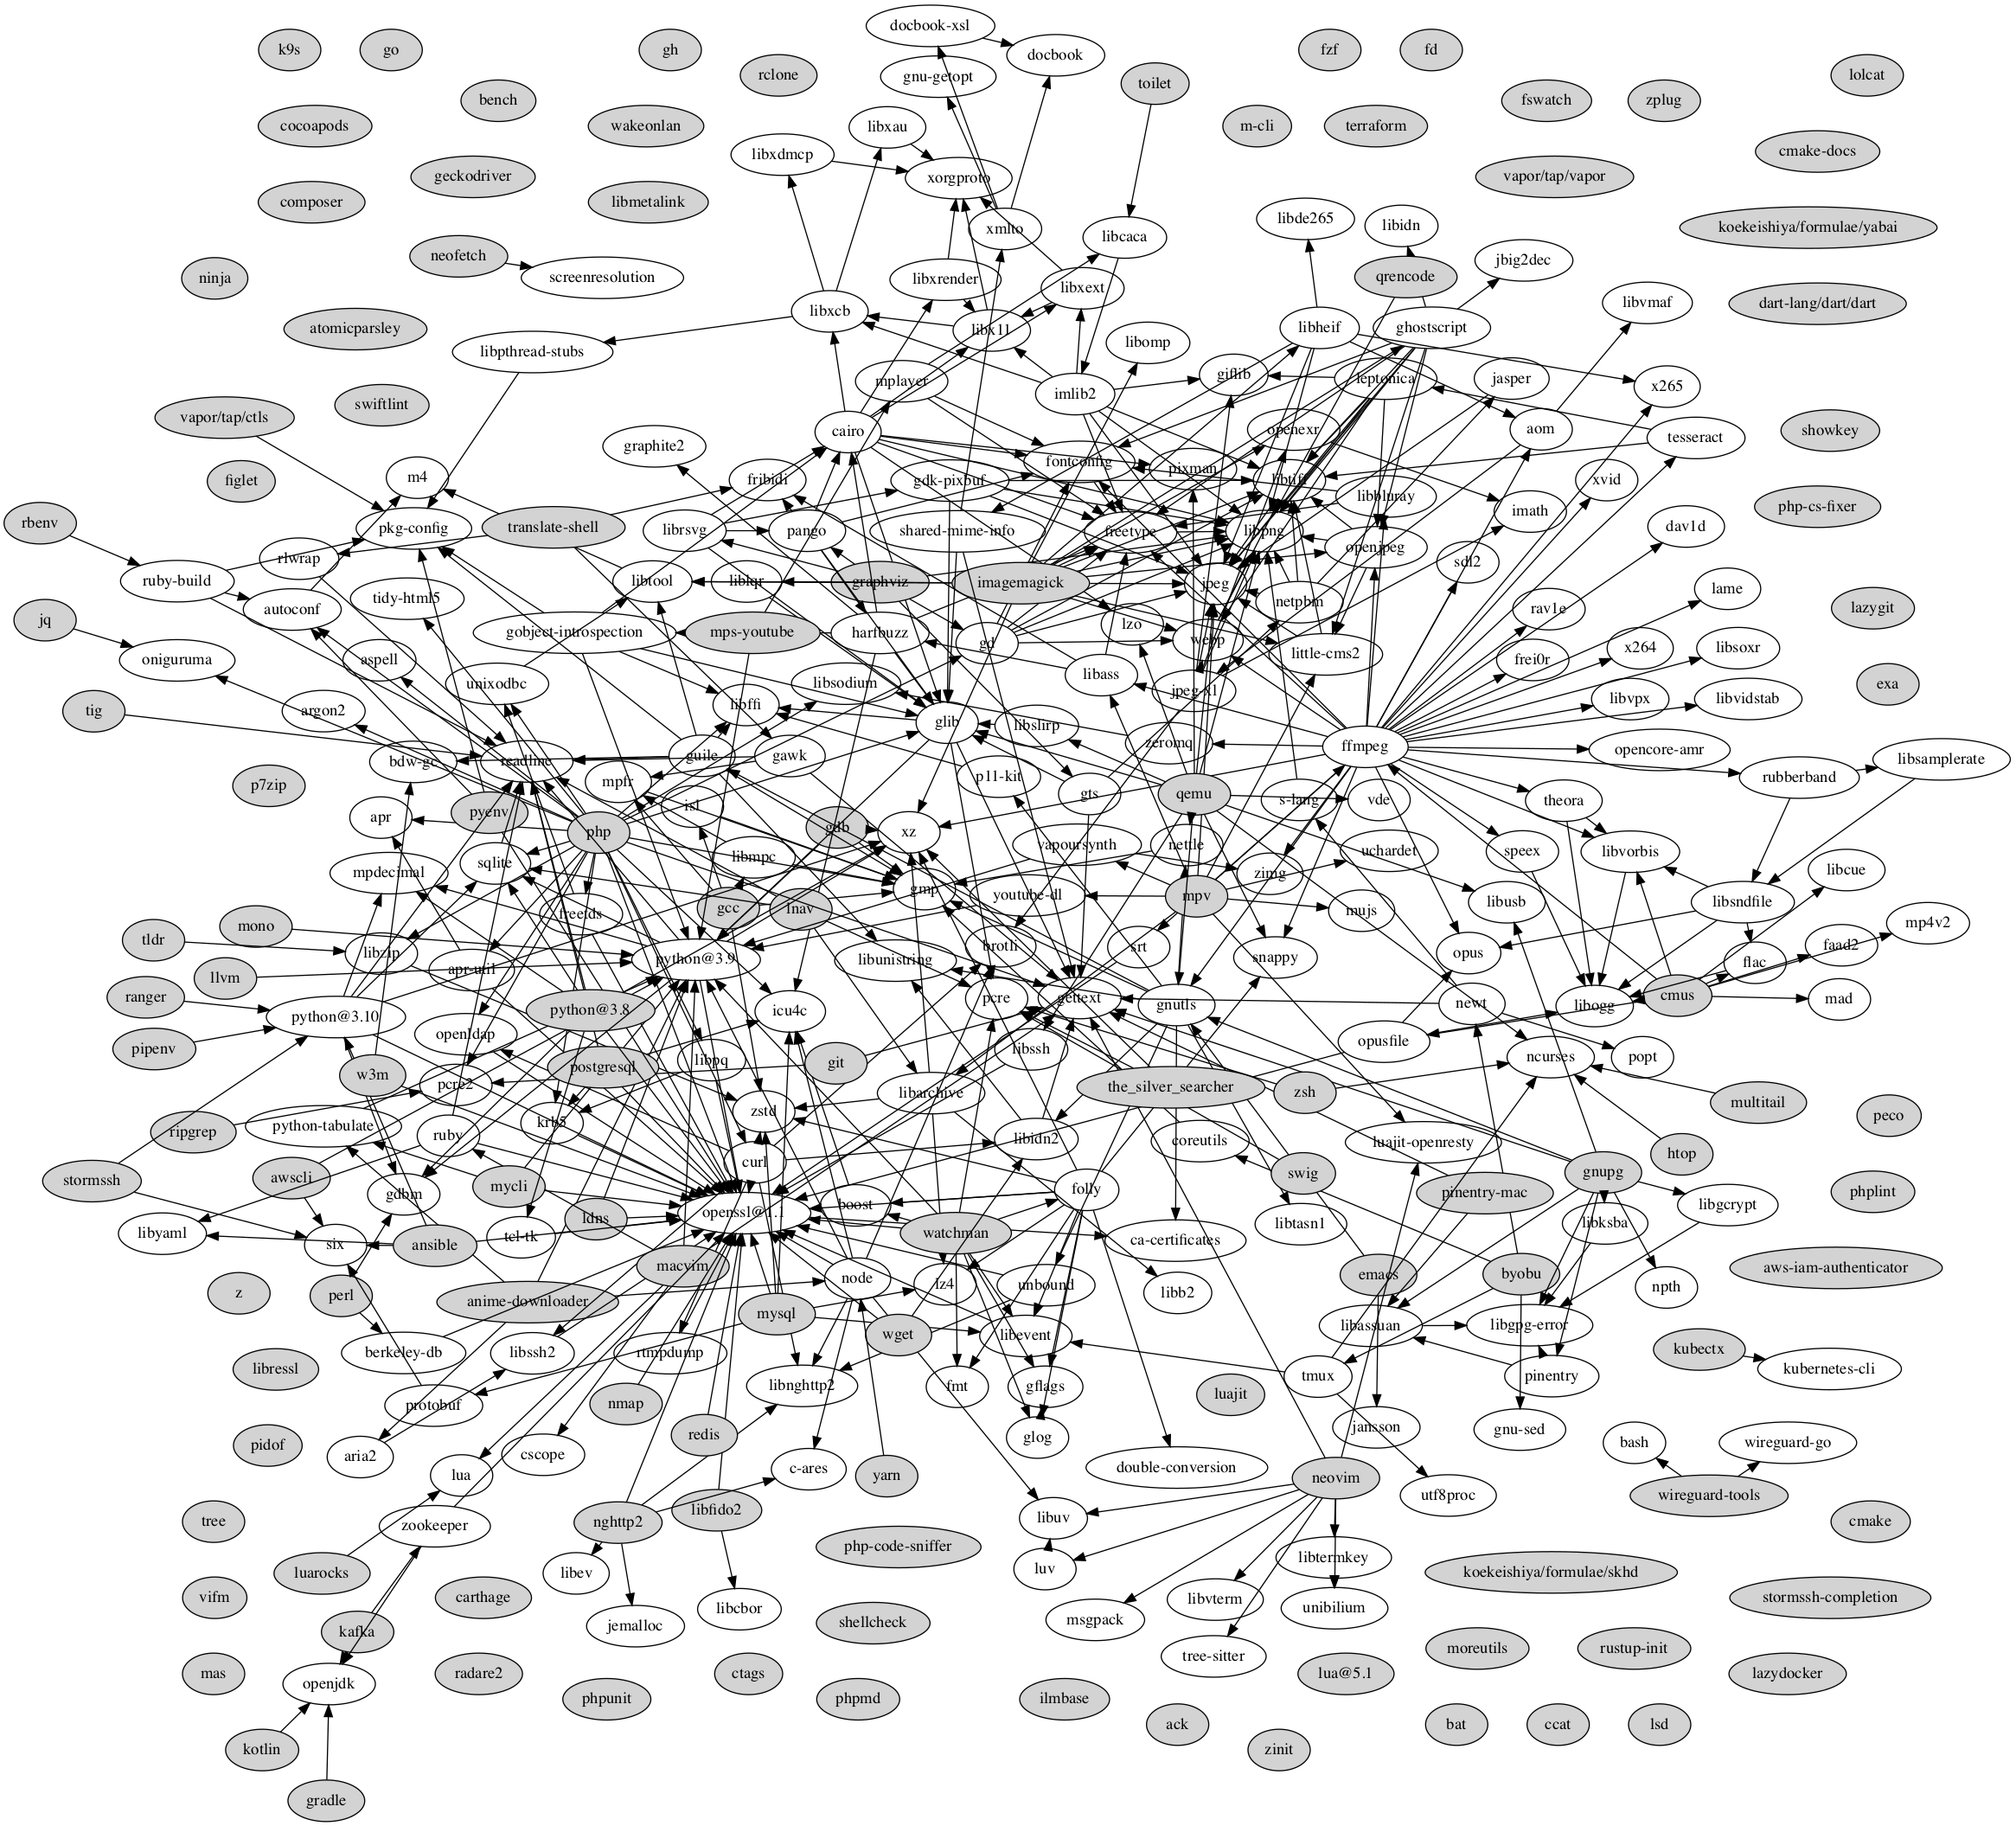 docbook-xsl
k9s
go
gh
docbook
fzf
fd
rclone
gnu-getopt
toilet
lolcat
bench
fswatch
zplug
cocoapods
wakeonlan
libxau
m-cli
terraform
libxdmcp
cmake-docs
geckodriver
xorgproto
vapor/tap/vapor
composer
libmetalink
libde265
libidn
koekeishiya/formulae/yabai
xmlto
libcaca
neofetch
screenresolution
jbig2dec
ninja
libxrender
libxext
qrencode
libvmaf
dart-lang/dart/dart
atomicparsley
libxcb
libx11
libheif
ghostscript
libpthread-stubs
libomp
mplayer
giflib
leptonica
jasper
x265
swiftlint
imlib2
vapor/tap/ctls
cairo
openexr
aom
tesseract
showkey
graphite2
m4
fribidi
gdk-pixbuf
fontconfig
pixman
libtiff
xvid
figlet
libbluray
php-cs-fixer
rbenv
pkg-config
translate-shell
librsvg
pango
shared-mime-info
freetype
libpng
imath
dav1d
openjpeg
rlwrap
sdl2
ruby-build
libtool
liblqr
graphviz
imagemagick
jpeg
lame
tidy-html5
netpbm
rav1e
autoconf
lazygit
jq
gobject-introspection
mps-youtube
harfbuzz
gd
lzo
webp
x264
libsoxr
oniguruma
aspell
little-cms2
frei0r
unixodbc
libsodium
libass
jpeg-xl
exa
tig
argon2
libffi
glib
libslirp
libvpx
libvidstab
bdw-gc
readline
guile
gawk
zeromq
ffmpeg
opencore-amr
libsamplerate
p7zip
mpfr
p11-kit
rubberband
gts
qemu
s-lang
vde
theora
apr
pyenv
isl
php
gdb
xz
vapoursynth
nettle
uchardet
speex
libvorbis
mpdecimal
sqlite
libmpc
zimg
libcue
gmp
youtube-dl
mpv
libusb
libsndfile
mono
freetds
gcc
lnav
mujs
mp4v2
tldr
libzip
python@3.9
brotli
srt
snappy
opus
flac
faad2
llvm
apr-util
libunistring
ranger
python@3.10
python@3.8
icu4c
pcre
gettext
gnutls
newt
libogg
cmus
mad
openldap
pipenv
libssh
opusfile
libpq
git
ncurses
popt
w3m
postgresql
pcre2
libarchive
the_silver_searcher
zsh
multitail
peco
zstd
ripgrep
python-tabulate
krb5
ruby
libidn2
coreutils
luajit-openresty
htop
stormssh
awscli
curl
swig
gnupg
mycli
folly
pinentry-mac
phplint
gdbm
openssl@1.1
boost
libgcrypt
libyaml
six
tcl-tk
ldns
watchman
ca-certificates
libtasn1
libksba
ansible
macvim
node
emacs
byobu
aws-iam-authenticator
z
perl
anime-downloader
lz4
unbound
libb2
npth
mysql
libassuan
libgpg-error
berkeley-db
libssh2
rtmpdump
wget
libevent
kubectx
libressl
kubernetes-cli
tmux
pinentry
libnghttp2
fmt
gflags
luajit
protobuf
nmap
gnu-sed
jansson
glog
bash
wireguard-go
pidof
aria2
cscope
redis
double-conversion
c-ares
yarn
neovim
lua
utf8proc
wireguard-tools
tree
zookeeper
nghttp2
libfido2
libuv
cmake
php-code-sniffer
libtermkey
luarocks
libev
luv
koekeishiya/formulae/skhd
vifm
carthage
libcbor
libvterm
unibilium
stormssh-completion
jemalloc
shellcheck
msgpack
kafka
tree-sitter
moreutils
rustup-init
mas
openjdk
radare2
ctags
lua@5.1
lazydocker
phpunit
phpmd
ilmbase
ack
bat
ccat
lsd
kotlin
zinit
gradle